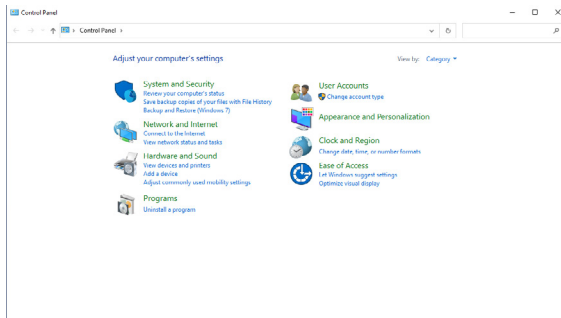 Control Panel
Control Panel
Adjust your computer's settings
View by: Category
System and Security
Review your computer's status
Save backup copies of your files with File History
Backup and Restore (Windows 7)
Network and Internet
Connect to the Internet
View network status and tasks
Hardware and Sound
View devices and printers
Add a device
Adjust commonly used mobility settings
Programs
Uninstall a program
User Accounts
Change account type
Appearance and Personalization
Clock and Region
Change date, time, or number formats
Ease of Access
Let Windows suggest settings
Optimize visual display